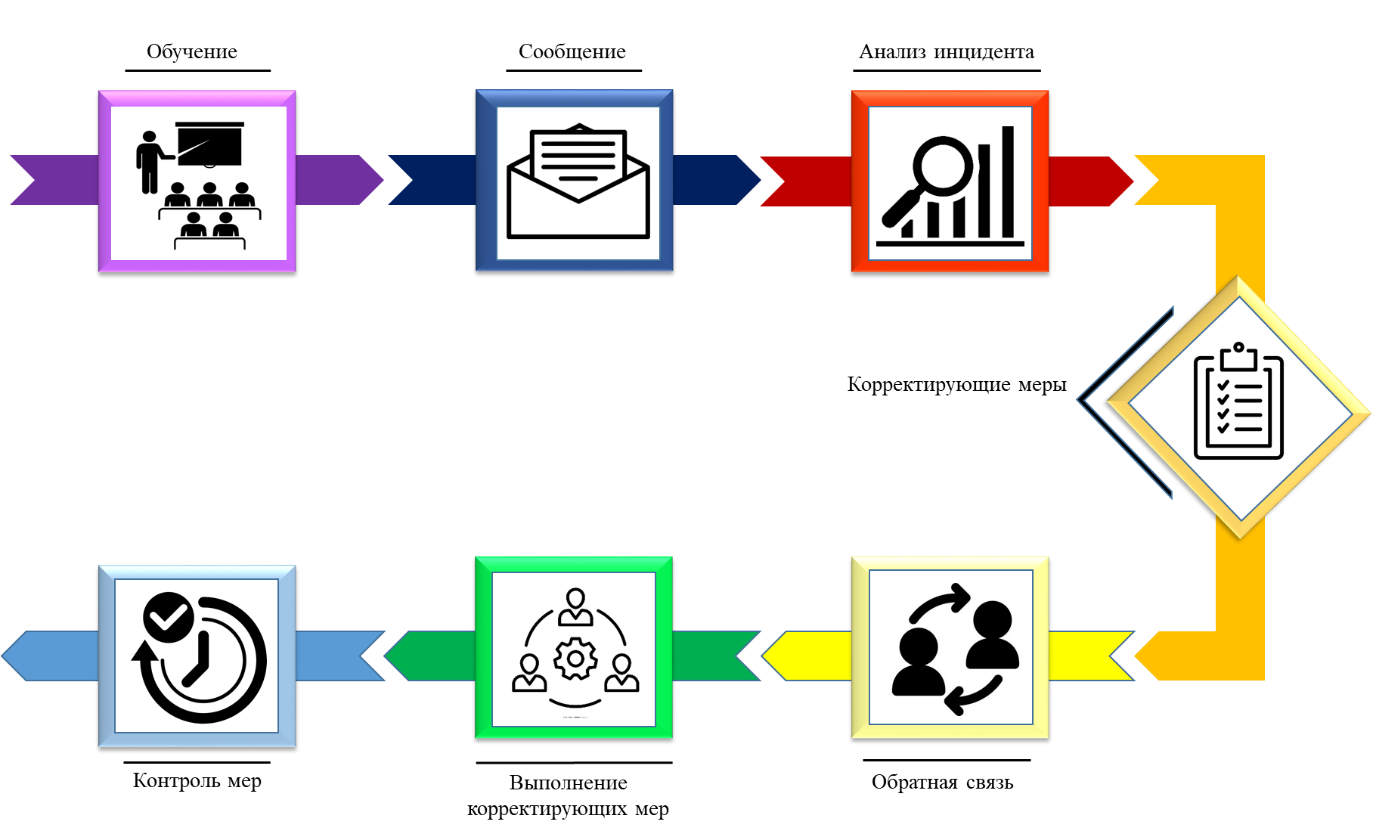 Обучение
Сообщение
Анализ инцидента
Корректирующие меры
Обратная связь
Выполнение
корректирующих мер
Контроль мер